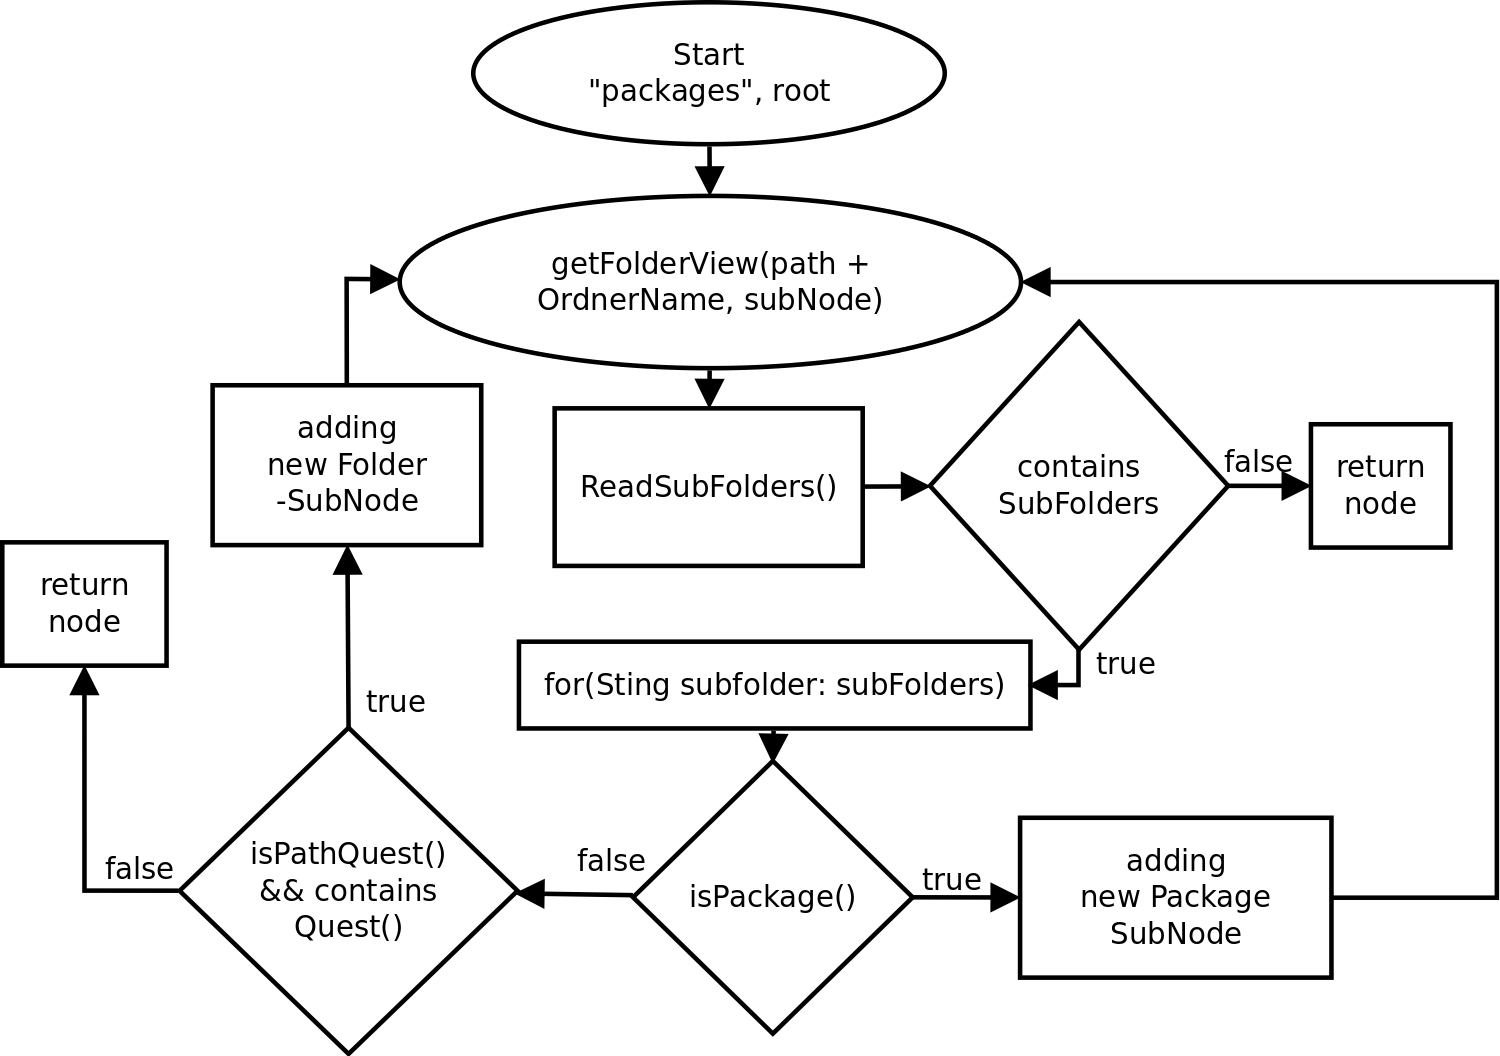 Start
"packages", root
getFolderView(path +
OrdnerName, subNode)
adding
new Folder
-SubNode
ReadSubFolders()
contains
SubFolders
false
return
node
return
node
true
for(Sting subfolder: subFolders)
true
isPathQuest()
&& contains
Quest()
false
false
isPackage()
true
adding
new Package
SubNode